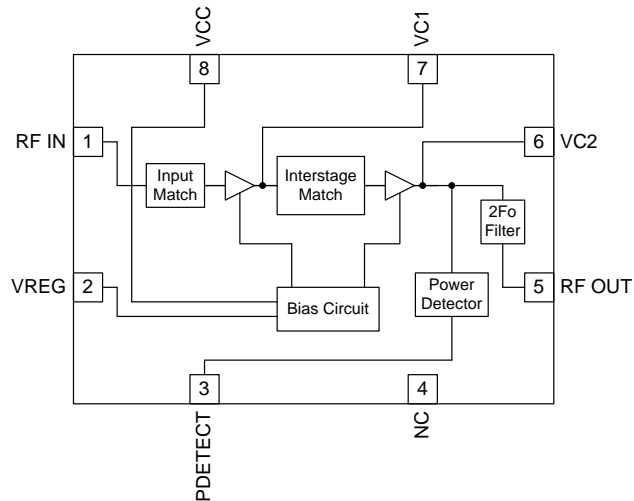 VCC
VC1
8
7
RF IN
1
6
VC2
Input
Match
Interstage
Match
2Fo
Filter
VREG
2
Bias Circuit
Power
Detector
5
RF OUT
3
4
PDETECT
NC